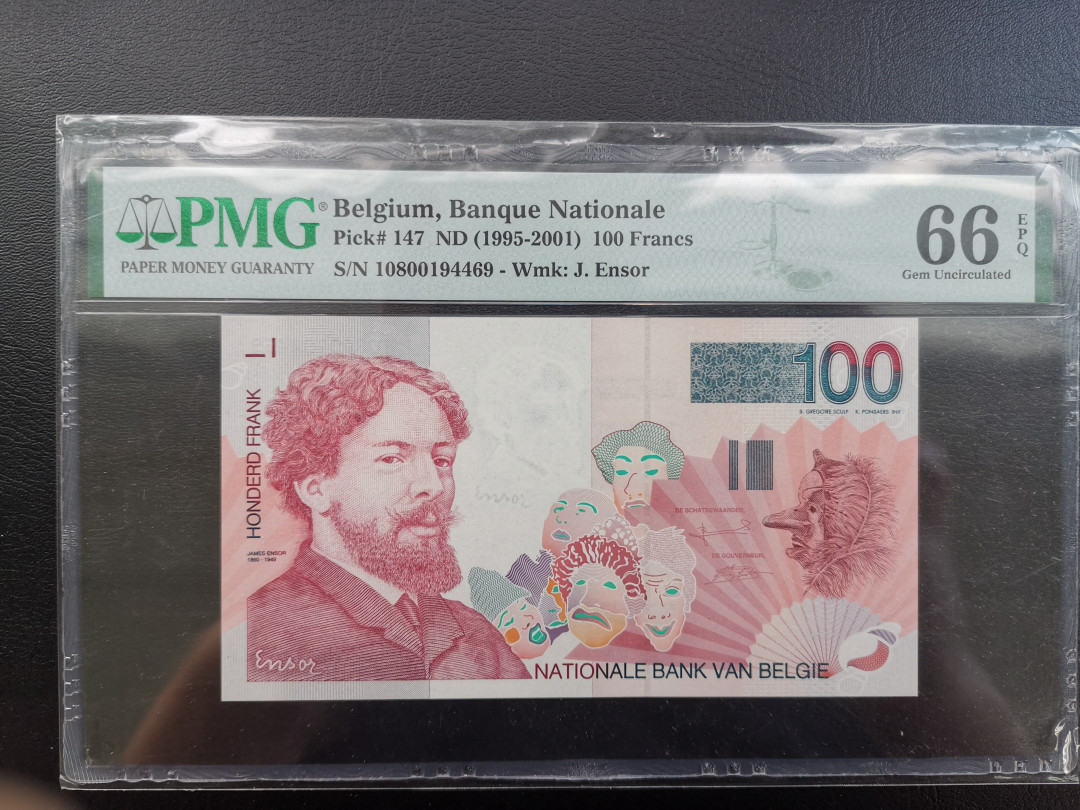 PMG®
PAPER MONEY GUARANTY
Belgium, Banque Nationale
Pick# 147 ND (1995-2001) 100 Francs
S/N 10800194469 - Wmk: J. Ensor
66
EPQ
Gem Uncirculated
HONDERD FRANK
100
JAMES ENSOR
1860 - 1949
Ensor
DE SCHATBEWAARDER,
DE GOUVERNEUR,
Ensor
NATIONALE BANK VAN BELGIE